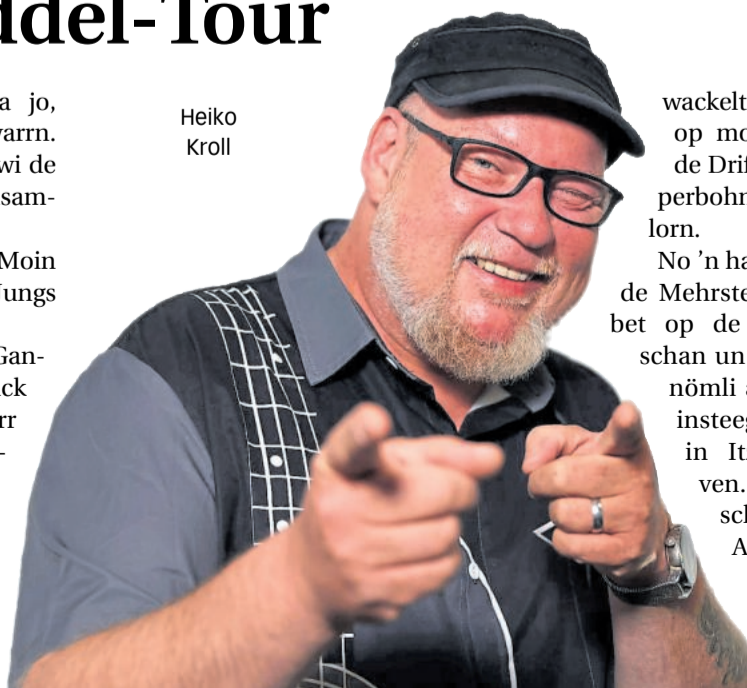 ddel-Tour
a jo,
varrn.
wi de
sam-
Moin
Jungs
Gan-
ck
rr
-
Heiko
Kroll
wackelt
op mo
de Drif
perbohn
lorn.
No ’n ha
de Mehrste
bet op de
schan un
nömli a
insteeg
in It
ven.
scl
A